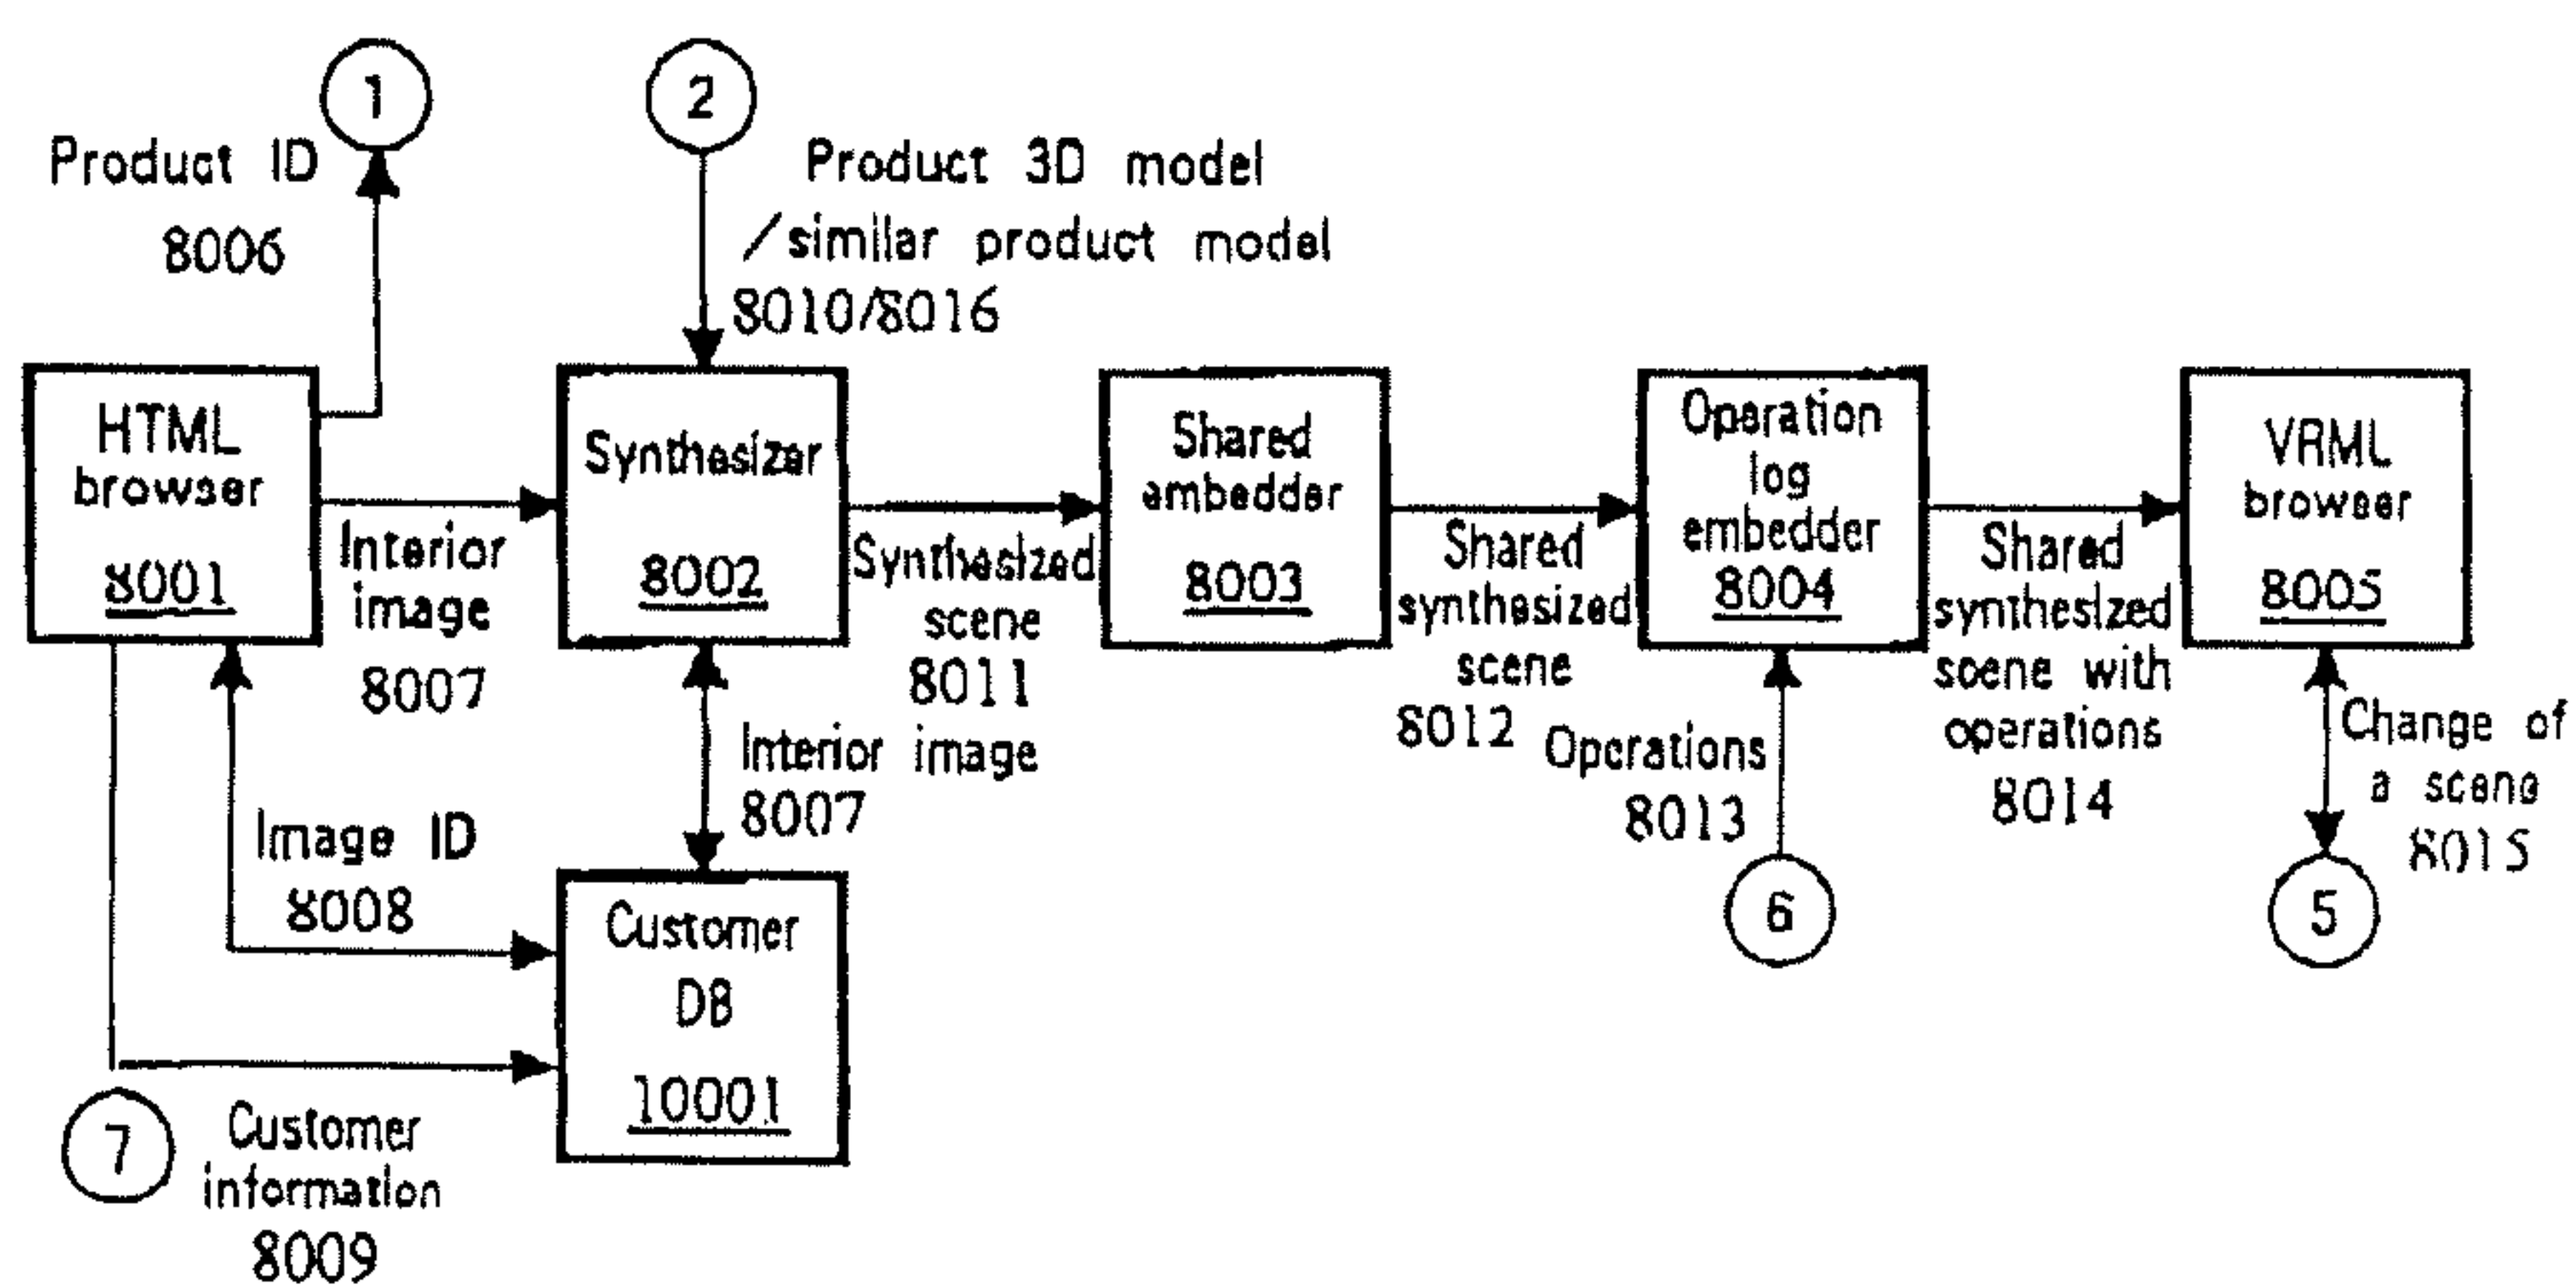 1
Product ID
8006
2
Product 3D model
/similar product model
8010/8016
HTML
browser
8001
Interior
image
8007
Synthesizer
8002
Synthesized
scene
8011
Shared
embedder
8003
Shared
synthesized
scene
8012
Operation
log
embedder
8004
Shared
synthesized
scene with
operations
8014
VRML
browser
8005
Change of
a scene
8015
5
Operations
8013
6
Interior image
8007
Image ID
8008
Customer
DB
10001
7
Customer
information
8009